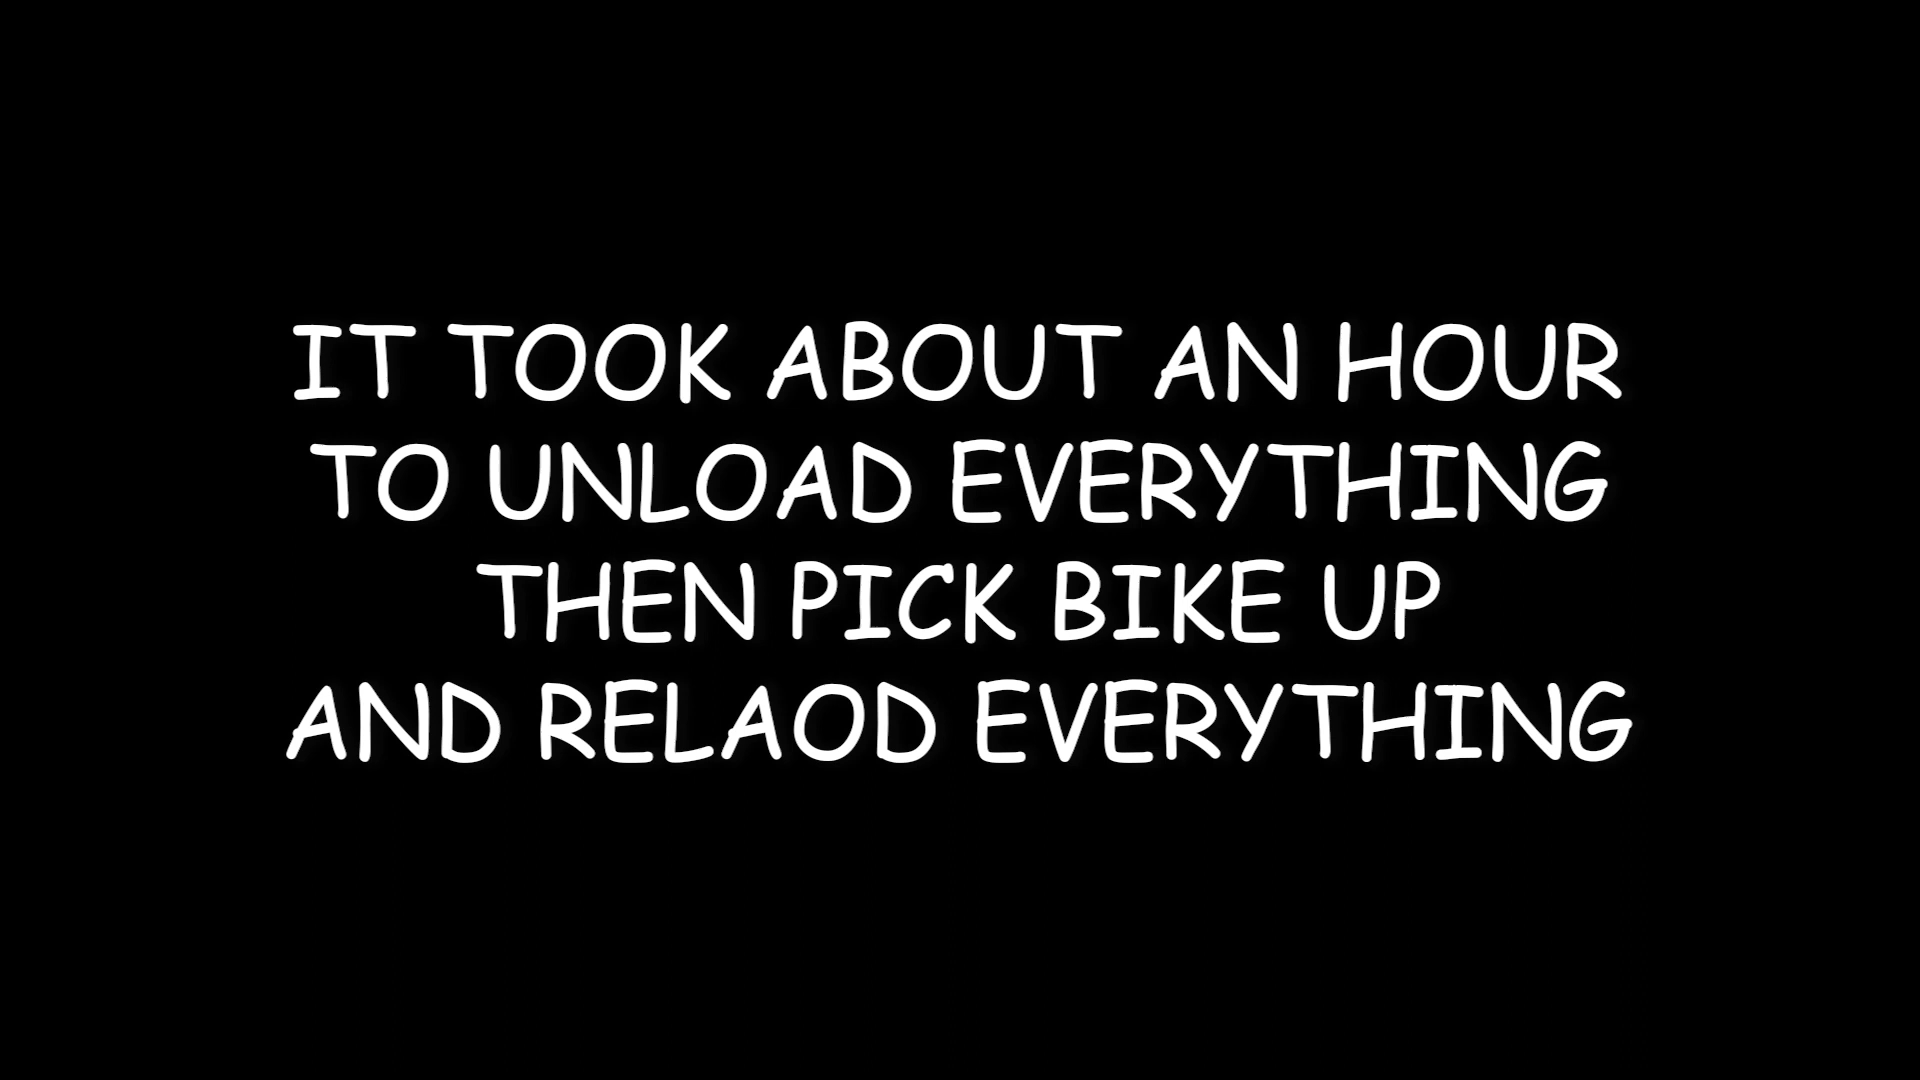 IT TOOK ABOUT AN HOUR
TO UNLOAD EVERYTHING
THEN PICK BIKE UP
AND RELAOD EVERYTHING